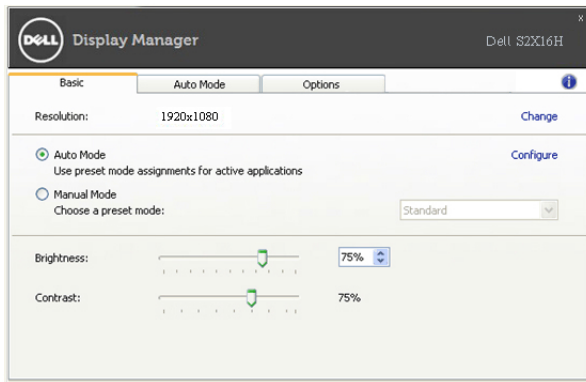 x
DELL Display Manager
Dell S2X16H
Basic Auto Mode Options i
Resolution: 1920x1080 Change
Auto Mode Configure
Use preset mode assignments for active applications
Manual Mode
Choose a preset mode: Standard
Brightness: 75%
Contrast: 75%